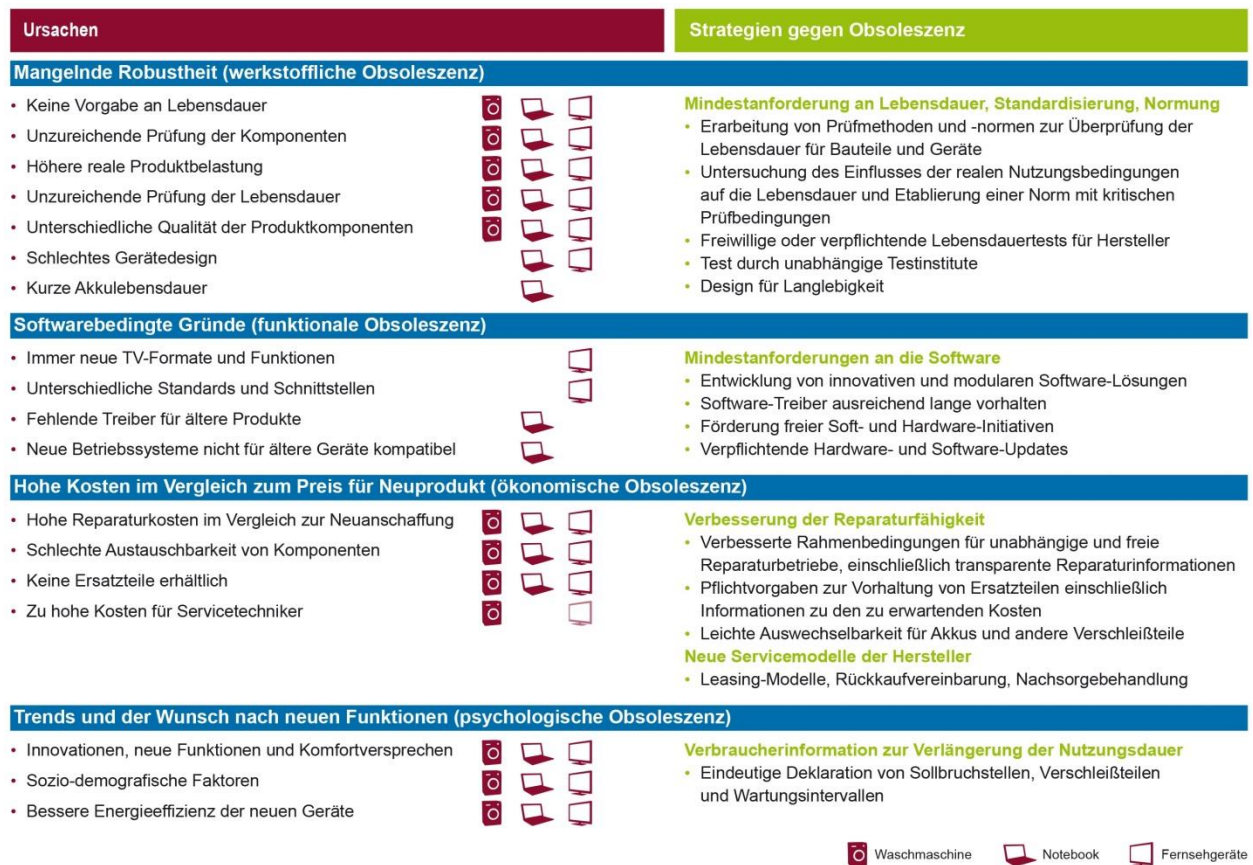 Ursachen
Strategien gegen Obsoleszenz
Mangelnde Robustheit (werkstoffliche Obsoleszenz)
• Keine Vorgabe an Lebensdauer
• Unzureichende Prüfung der Komponenten
• Höhere reale Produktbelastung
• Unzureichende Prüfung der Lebensdauer
• Unterschiedliche Qualität der Produktkomponenten
• Schlechtes Gerätedesign
• Kurze Akkulebensdauer
Mindestanforderung an Lebensdauer, Standardisierung, Normung
• Erarbeitung von Prüfmethoden und -normen zur Überprüfung der
Lebensdauer für Bauteile und Geräte
• Untersuchung des Einflusses der realen Nutzungsbedingungen
auf die Lebensdauer und Etablierung einer Norm mit kritischen
Prüfbedingungen
• Freiwillige oder verpflichtende Lebensdauertests für Hersteller
• Test durch unabhängige Testinstitute
• Design für Langlebigkeit
Softwarebedingte Gründe (funktionale Obsoleszenz)
• Immer neue TV-Formate und Funktionen
• Unterschiedliche Standards und Schnittstellen
• Fehlende Treiber für ältere Produkte
• Neue Betriebssysteme nicht für ältere Geräte kompatibel
Mindestanforderungen an die Software
• Entwicklung von innovativen und modularen Software-Lösungen
• Software-Treiber ausreichend lange vorhalten
• Förderung freier Soft- und Hardware-Initiativen
• Verpflichtende Hardware- und Software-Updates
Hohe Kosten im Vergleich zum Preis für Neuprodukt (ökonomische Obsoleszenz)
• Hohe Reparaturkosten im Vergleich zur Neuanschaffung
• Schlechte Austauschbarkeit von Komponenten
• Keine Ersatzteile erhältlich
• Zu hohe Kosten für Servicetechniker
Verbesserung der Reparaturfähigkeit
• Verbesserte Rahmenbedingungen für unabhängige und freie
Reparaturbetriebe, einschließlich transparente Reparaturinformationen
• Pflichtvorgaben zur Vorhaltung von Ersatzteilen einschließlich
Informationen zu den zu erwartenden Kosten
• Leichte Auswechselbarkeit für Akkus und andere Verschleißteile
Neue Servicemodelle der Hersteller
• Leasing-Modelle, Rückkaufvereinbarung, Nachsorgebehandlung
Trends und der Wunsch nach neuen Funktionen (psychologische Obsoleszenz)
• Innovationen, neue Funktionen und Komfortversprechen
• Sozio-demografische Faktoren
• Bessere Energieeffizienz der neuen Geräte
Verbraucherinformation zur Verlängerung der Nutzungsdauer
• Eindeutige Deklaration von Sollbruchstellen, Verschleißteilen
und Wartungsintervallen
Waschmaschine Notebook Fernsehgeräte